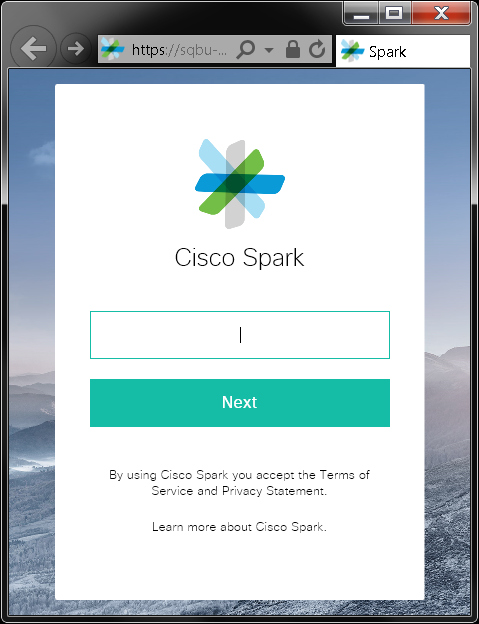 https://sqbu-...
Spark
Cisco Spark
Next
By using Cisco Spark you accept the Terms of
Service and Privacy Statement.
Learn more about Cisco Spark.